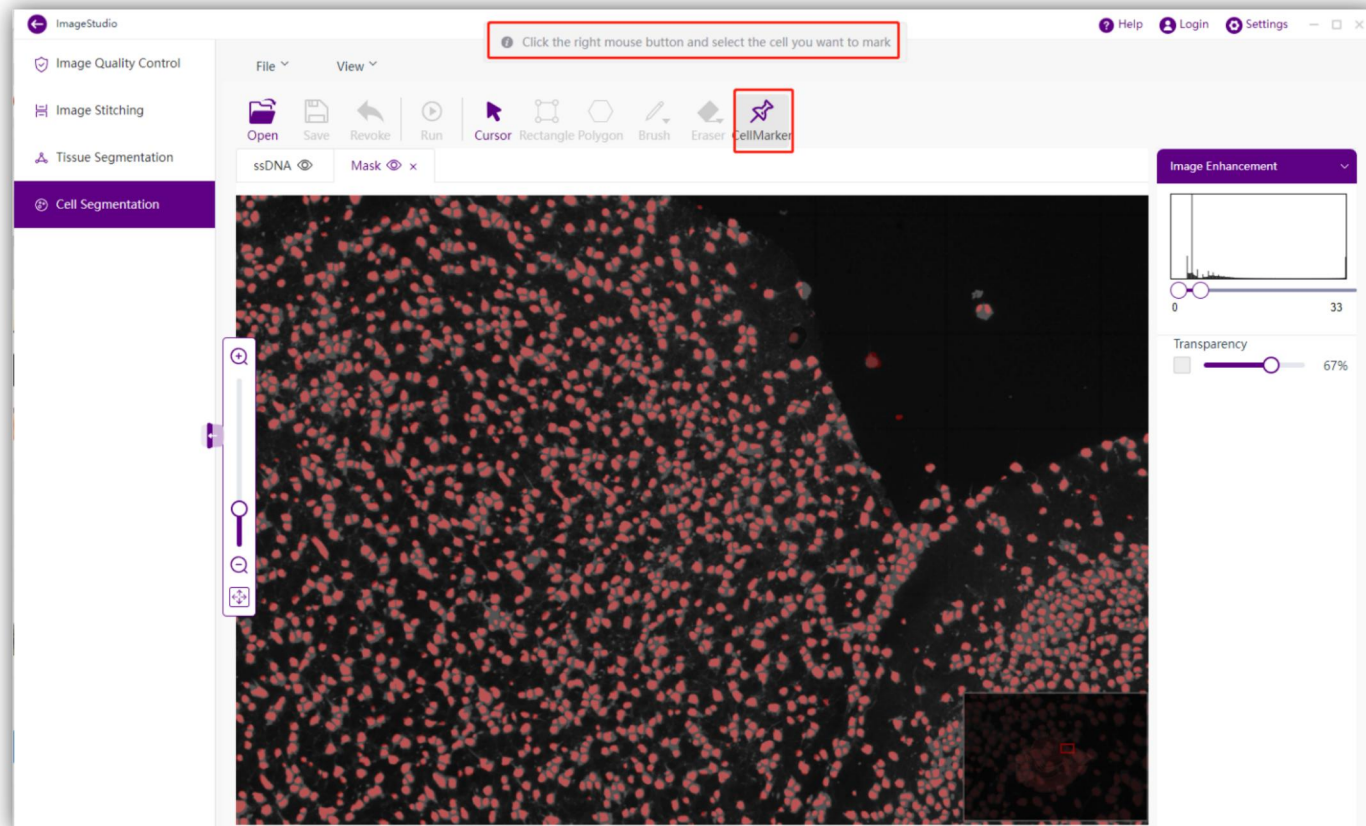 ImageStudio
Help Login Settings
Click the right mouse button and select the cell you want to mark
Image Quality Control
Image Stitching
Tissue Segmentation
Cell Segmentation
File View
Open Save Revoke Run Cursor Rectangle Polygon Brush Eraser CellMarker
ssDNA Mask ×
Image Enhancement
0 33
Transparency
67%